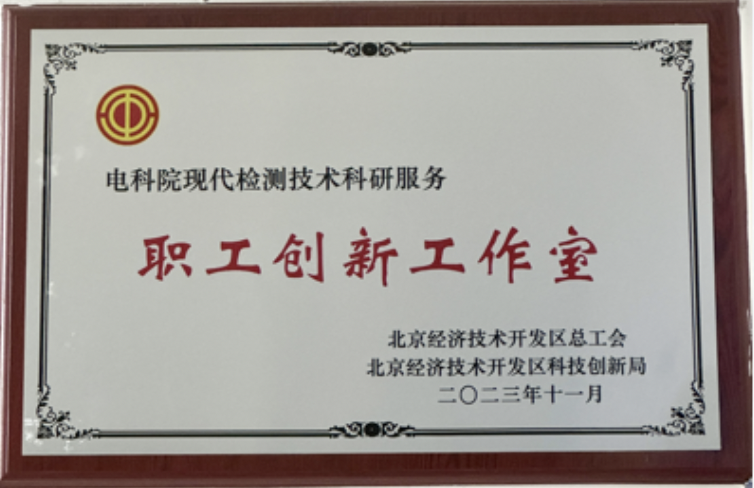 电科院现代检测技术科研服务
职工创新工作室
北京经济技术开发区总工会
北京经济技术开发区科技创新局
二〇二三年十一月